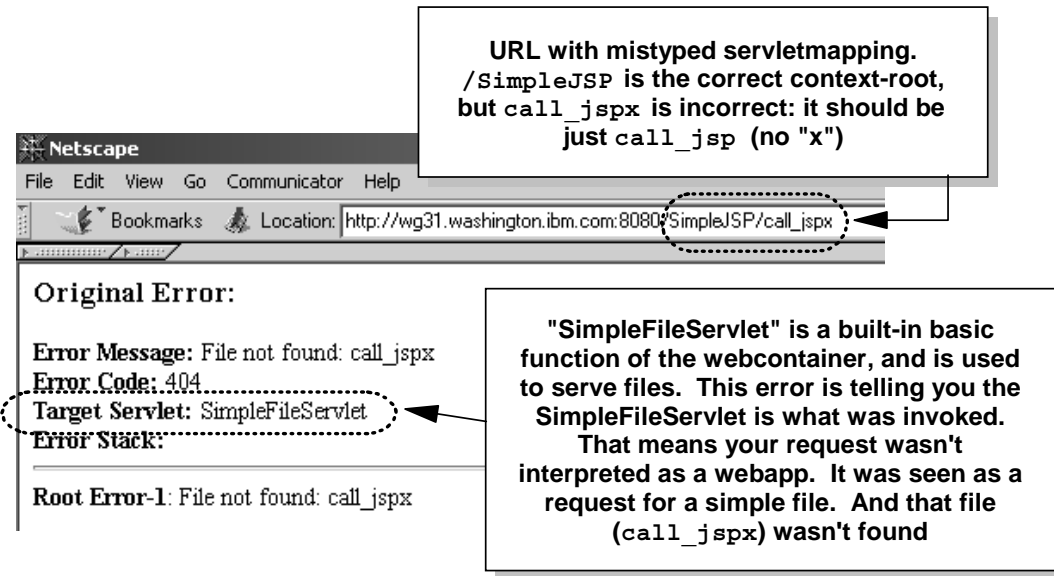 URL with mistyped servletmapping.
/SimpleJSP is the correct context-root,
but call_jspx is incorrect: it should be
just call_jsp (no "x")
Netscape
File Edit View Go Communicator Help
Bookmarks Location: http://wg31.washington.ibm.com:8080/SimpleJSP/call_jspx
Original Error:
Error Message: File not found: call_jspx
Error Code: 404
Target Servlet: SimpleFileServlet
Error Stack:
Root Error-1: File not found: call_jspx
"SimpleFileServlet" is a built-in basic
function of the webcontainer, and is used
to serve files. This error is telling you the
SimpleFileServlet is what was invoked.
That means your request wasn't
interpreted as a webapp. It was seen as a
request for a simple file. And that file
(call_jspx) wasn't found